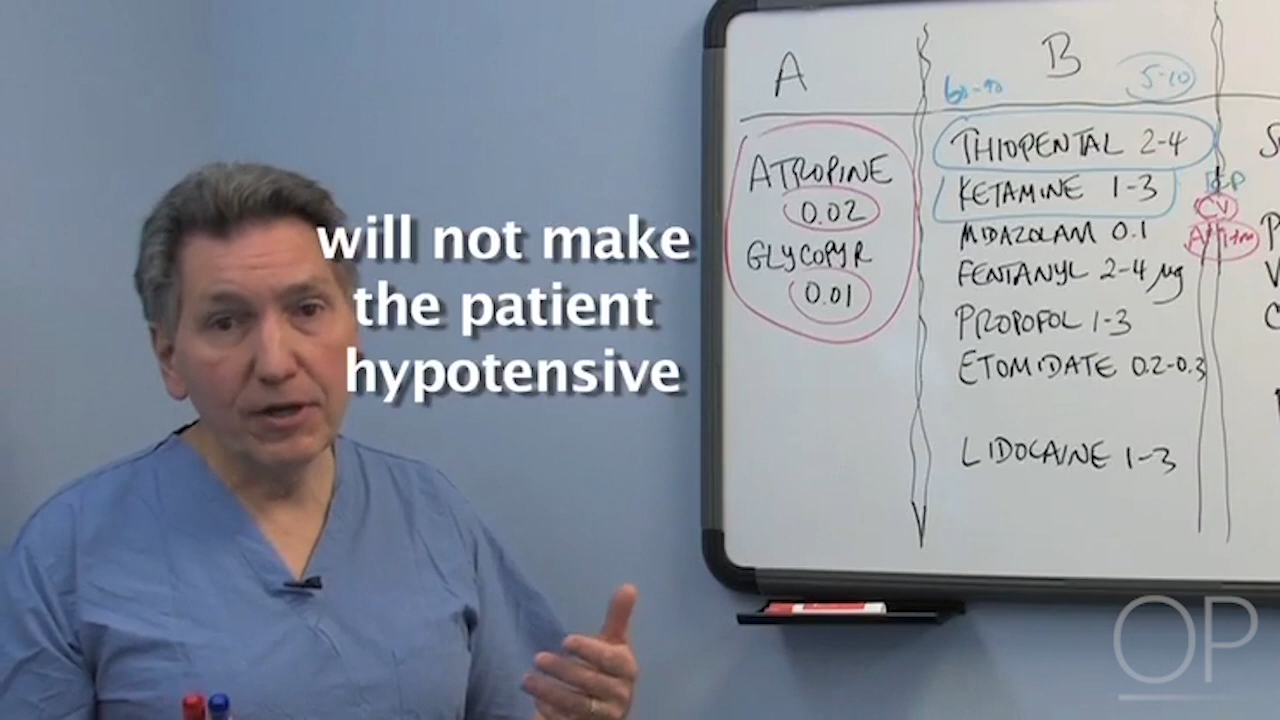 will not make
the patient
hypotensive
A
ATROPINE
0.02
GLYCOPYR
0.01
B
5-10
THIOPENTAL 2-4
KETAMINE 1-3
MIDAZOLAM 0.1
FENTANYL 2-4 µg
PROPOFOL 1-3
ETOMIDATE 0.2-0.3
LIDOCAINE 1-3
CV
OP